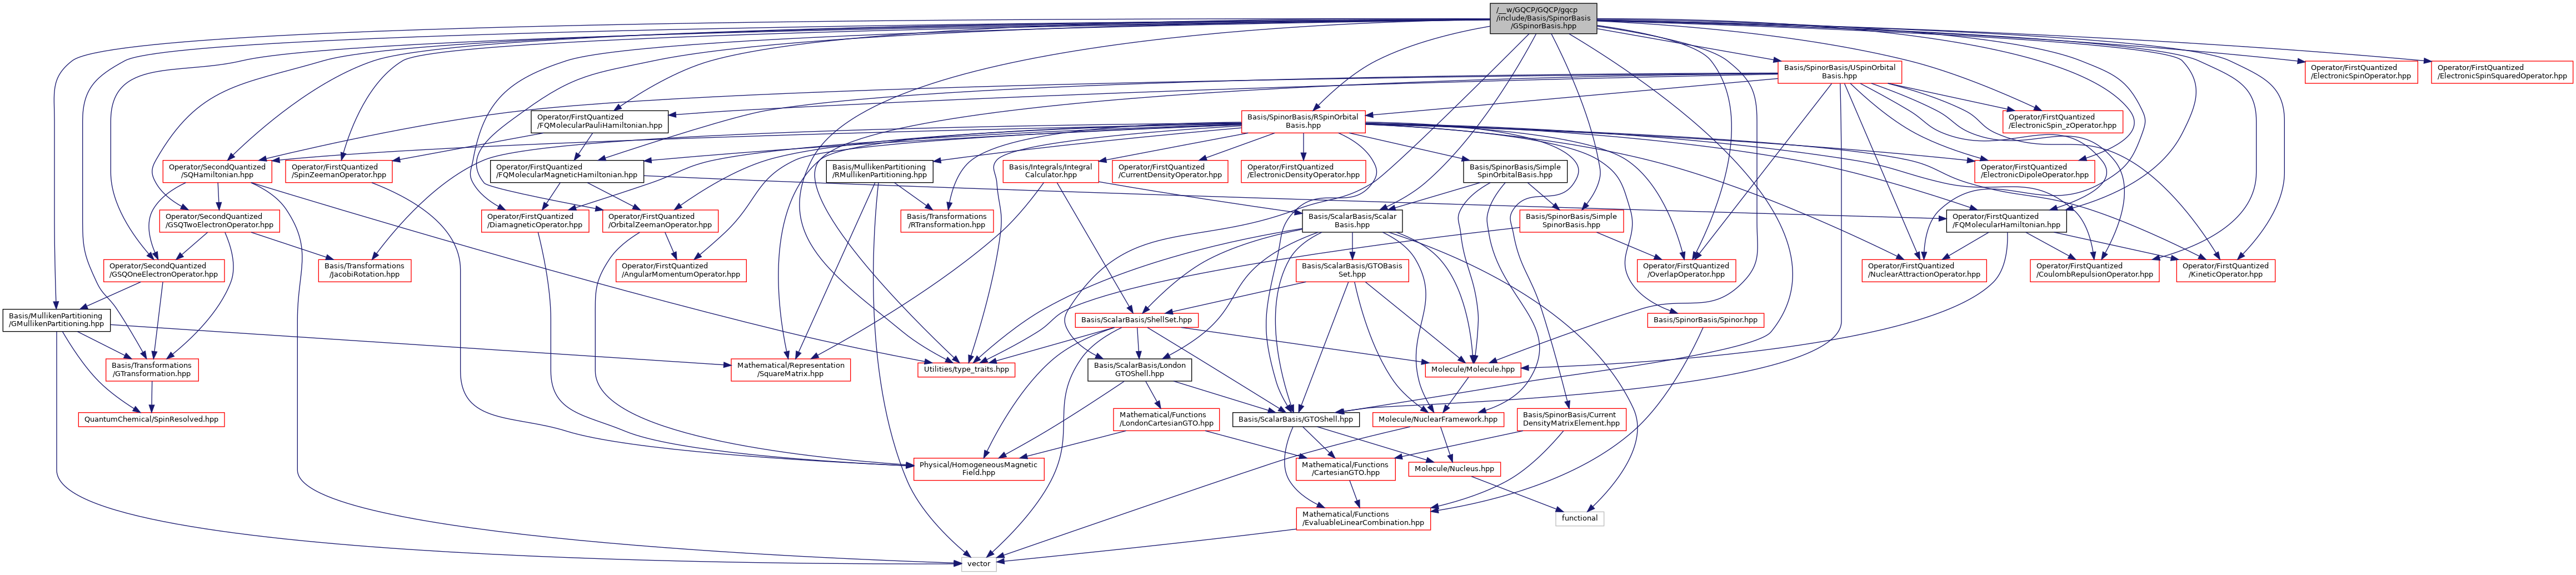 /__w/GQCP/GQCP/gqcp
/include/Basis/SpinorBasis
/GSpinorBasis.hpp
Basis/SpinorBasis/USpinOrbital
Basis.hpp
Operator/FirstQuantized
/ElectronicSpinOperator.hpp
Operator/FirstQuantized
/ElectronicSpinSquaredOperator.hpp
Operator/FirstQuantized
/FQMolecularPauliHamiltonian.hpp
Basis/SpinorBasis/RSpinOrbital
Basis.hpp
Operator/FirstQuantized
/ElectronicSpin_zOperator.hpp
Operator/SecondQuantized
/SQHamiltonian.hpp
Operator/FirstQuantized
/SpinZeemanOperator.hpp
Operator/FirstQuantized
/FQMolecularMagneticHamiltonian.hpp
Basis/MullikenPartitioning
/RMullikenPartitioning.hpp
Basis/Integrals/Integral
Calculator.hpp
Operator/FirstQuantized
/CurrentDensityOperator.hpp
Operator/FirstQuantized
/ElectronicDensityOperator.hpp
Basis/SpinorBasis/Simple
SpinOrbitalBasis.hpp
Operator/FirstQuantized
/ElectronicDipoleOperator.hpp
Operator/SecondQuantized
/GSQTwoElectronOperator.hpp
Operator/FirstQuantized
/DiamagneticOperator.hpp
Operator/FirstQuantized
/OrbitalZeemanOperator.hpp
Basis/Transformations
/RTransformation.hpp
Basis/ScalarBasis/Scalar
Basis.hpp
Basis/SpinorBasis/Simple
SpinorBasis.hpp
Operator/FirstQuantized
/FQMolecularHamiltonian.hpp
Operator/SecondQuantized
/GSQOneElectronOperator.hpp
Basis/Transformations
/JacobiRotation.hpp
Operator/FirstQuantized
/AngularMomentumOperator.hpp
Basis/ScalarBasis/GTOBasis
Set.hpp
Operator/FirstQuantized
/OverlapOperator.hpp
Operator/FirstQuantized
/NuclearAttractionOperator.hpp
Operator/FirstQuantized
/CoulombRepulsionOperator.hpp
Operator/FirstQuantized
/KineticOperator.hpp
Basis/MullikenPartitioning
/GMullikenPartitioning.hpp
Basis/ScalarBasis/ShellSet.hpp
Basis/SpinorBasis/Spinor.hpp
Basis/Transformations
/GTransformation.hpp
Mathematical/Representation
/SquareMatrix.hpp
Utilities/type_traits.hpp
Basis/ScalarBasis/London
GTOShell.hpp
Molecule/Molecule.hpp
QuantumChemical/SpinResolved.hpp
Mathematical/Functions
/LondonCartesianGTO.hpp
Basis/ScalarBasis/GTOShell.hpp
Molecule/NuclearFramework.hpp
Basis/SpinorBasis/Current
DensityMatrixElement.hpp
Physical/HomogeneousMagnetic
Field.hpp
Mathematical/Functions
/CartesianGTO.hpp
Molecule/Nucleus.hpp
Mathematical/Functions
/EvaluableLinearCombination.hpp
functional
vector